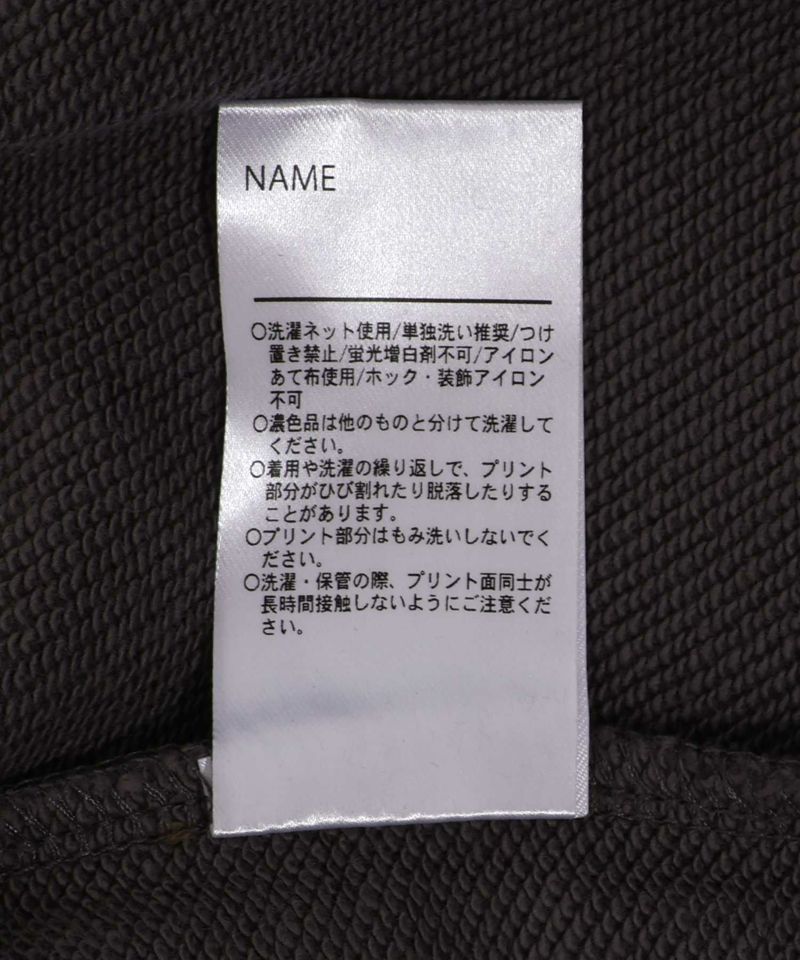 NAME
○洗濯ネット使用/単独洗い推奨/つけ
置き禁止/蛍光増白剤不可/アイロン
あて布使用/ホック・装飾アイロン
不可
○濃色品は他のものと分けて洗濯して
ください。
○着用や洗濯の繰り返しで、プリント
部分がひび割れたり脱落したりする
ことがあります。
○プリント部分はもみ洗いしないでく
ださい。
○洗濯・保管の際、プリント面同士が
長時間接触しないようにご注意くだ
さい。